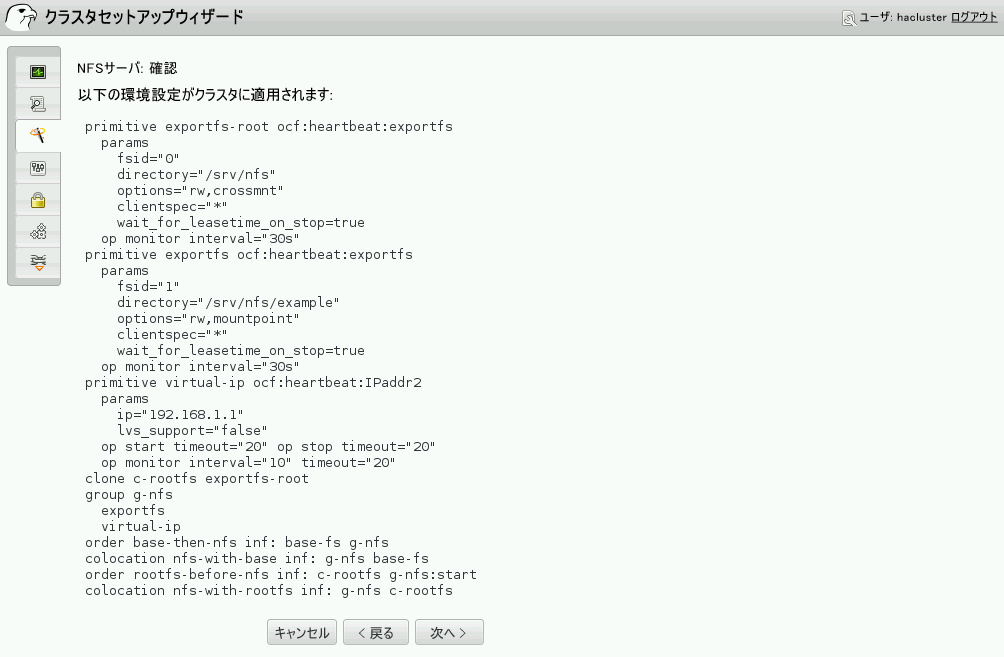 クラスタセットアップウィザード
ユーザ: hacluster ログアウト
NFSサーバ: 確認
以下の環境設定がクラスタに適用されます:
primitive exportfs-root ocf:heartbeat:exportfs
params
fsid="0"
directory="/srv/nfs"
options="rw,crossmnt"
clientspec="*"
wait_for_leasetime_on_stop=true
op monitor interval="30s"
primitive exportfs ocf:heartbeat:exportfs
params
fsid="1"
directory="/srv/nfs/example"
options="rw,mountpoint"
clientspec="*"
wait_for_leasetime_on_stop=true
op monitor interval="30s"
primitive virtual-ip ocf:heartbeat:IPaddr2
params
ip="192.168.1.1"
lvs_support="false"
op start timeout="20" op stop timeout="20"
op monitor interval="10" timeout="20"
clone c-rootfs exportfs-root
group g-nfs
exportfs
virtual-ip
order base-then-nfs inf: base-fs g-nfs
colocation nfs-with-base inf: g-nfs base-fs
order rootfs-before-nfs inf: c-rootfs g-nfs:start
colocation nfs-with-rootfs inf: g-nfs c-rootfs
キャンセル < 戻る 次へ >